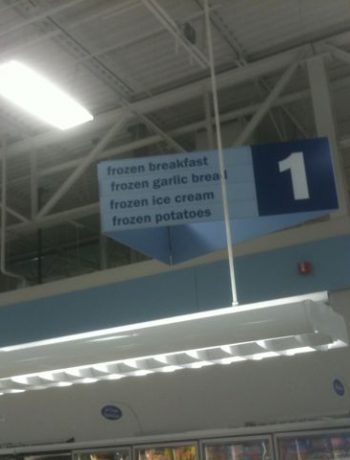 frozen breakfast
frozen garlic bread
frozen ice cream
frozen potatoes
1